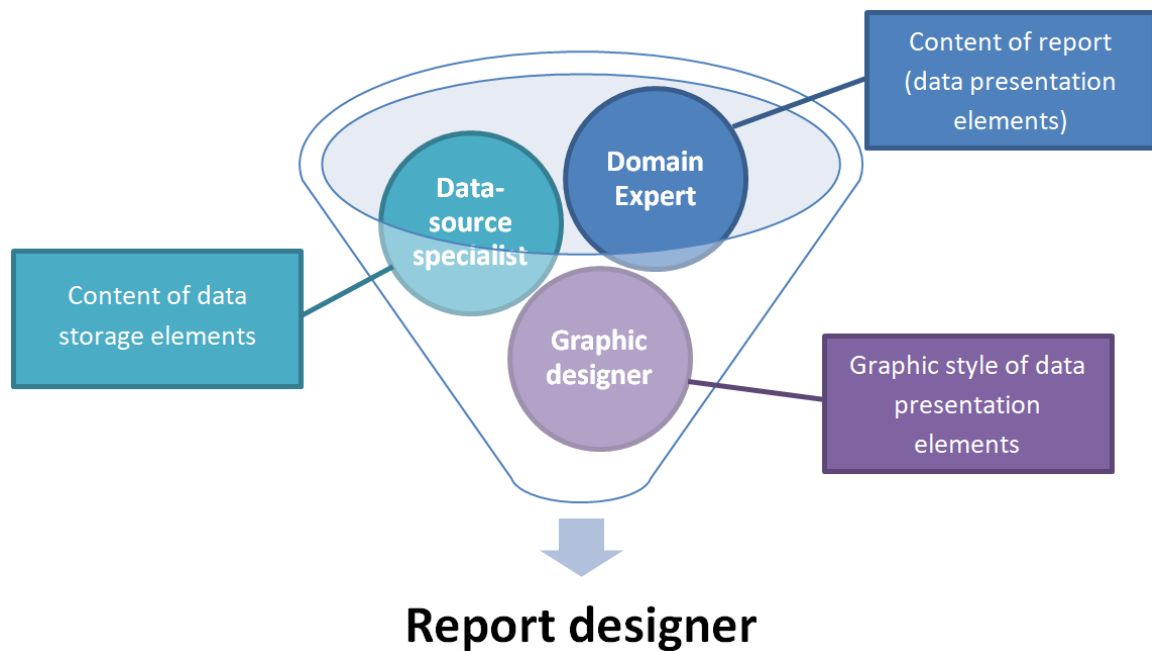 Content of report
(data presentation
elements)
Domain
Expert
Data-
source
specialist
Content of data
storage elements
Graphic
designer
Graphic style of data
presentation
elements
Report designer